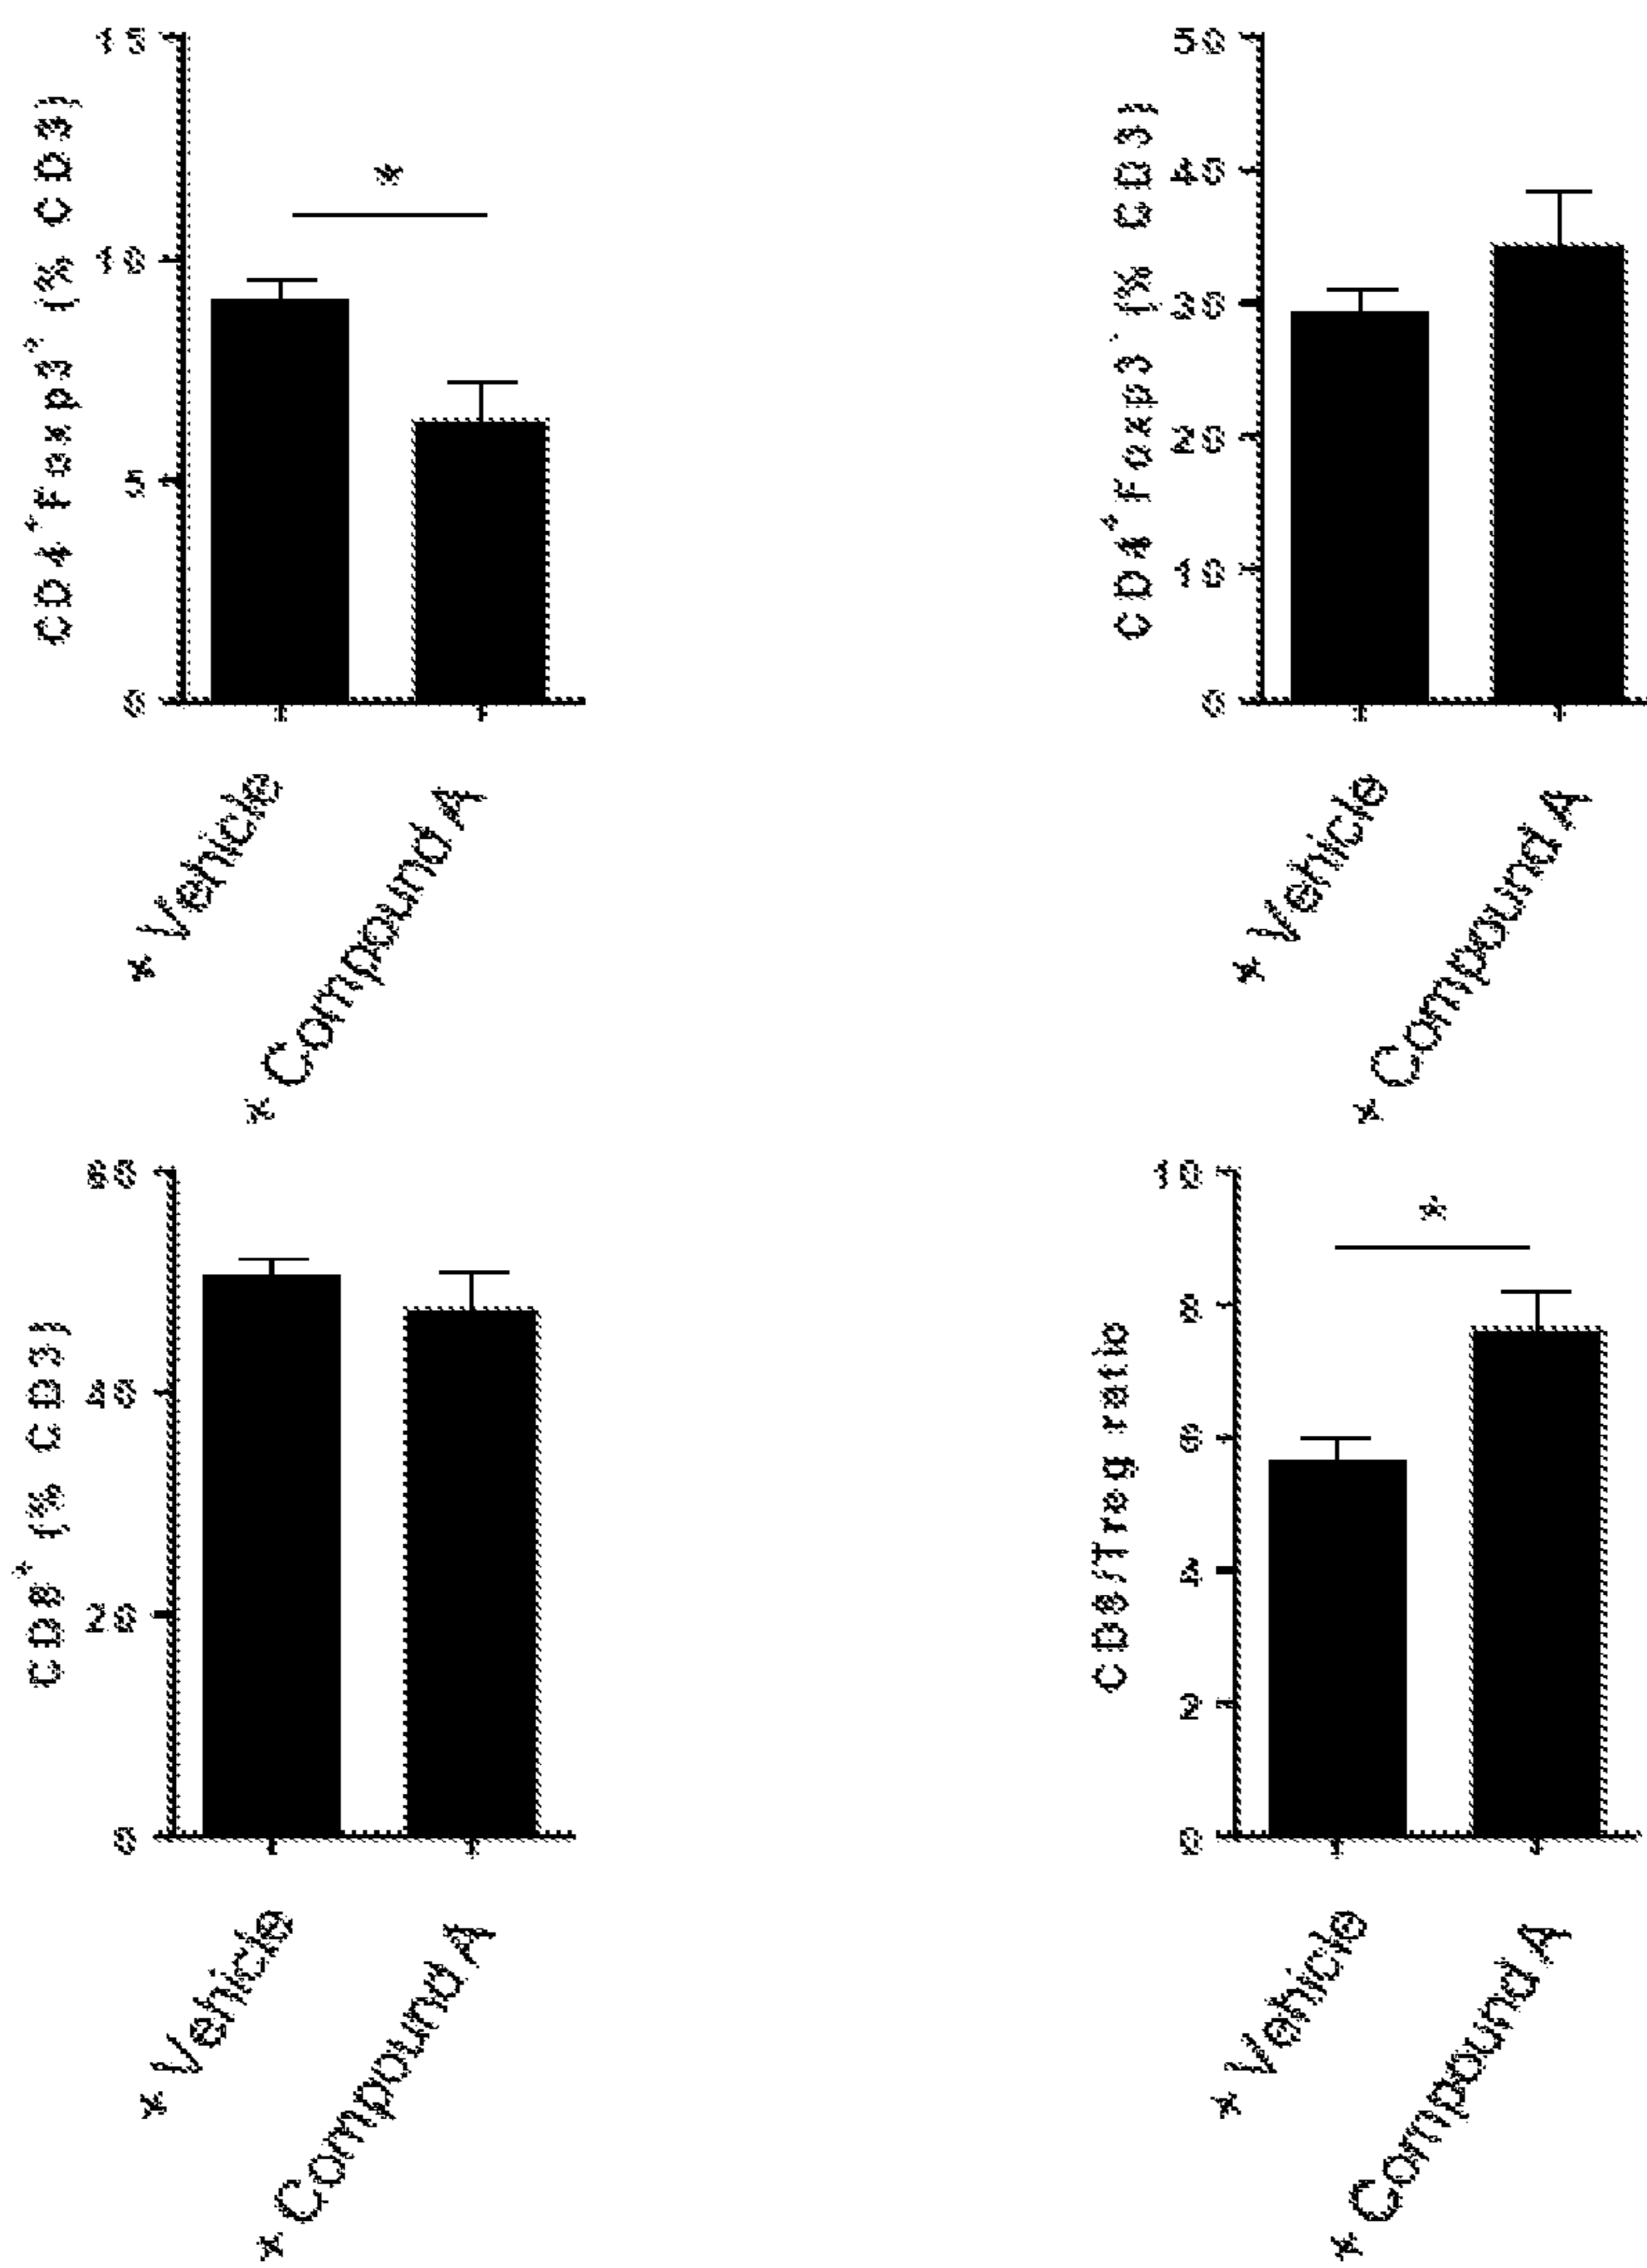 CD4⁺Foxp3⁺ (% CD3)
15
10
5
0
*
* Vehicle
* Compound A
CD4⁺Foxp3⁻ (% CD3)
50
40
30
20
10
0
* Vehicle
* Compound A
CD8⁺ (% CD3)
60
40
20
0
* Vehicle
* Compound A
CD8/Treg ratio
10
8
6
4
2
0
*
* Vehicle
* Compound A